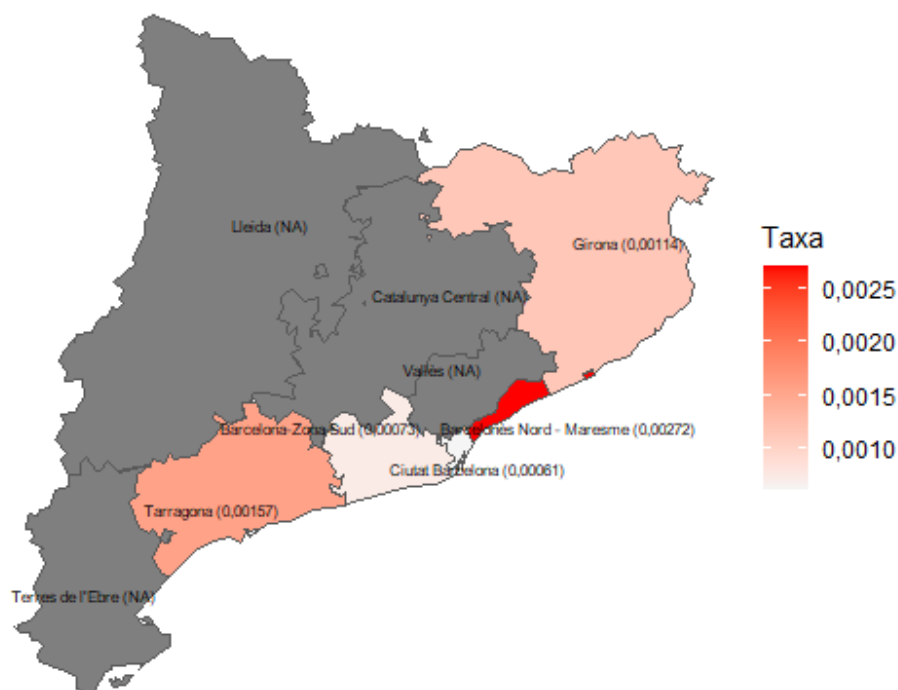 Lleida (NA)
Girona (0,00114)
Catalunya Central (NA)
Vallès (NA)
Barcelona-Zona Sud (0,00073)
Barcelonès Nord - Maresme (0,00272)
Ciutat Barcelona (0,00061)
Tarragona (0,00157)
Terres de l''Ebre (NA)
Taxa
0,0025
0,0020
0,0015
0,0010